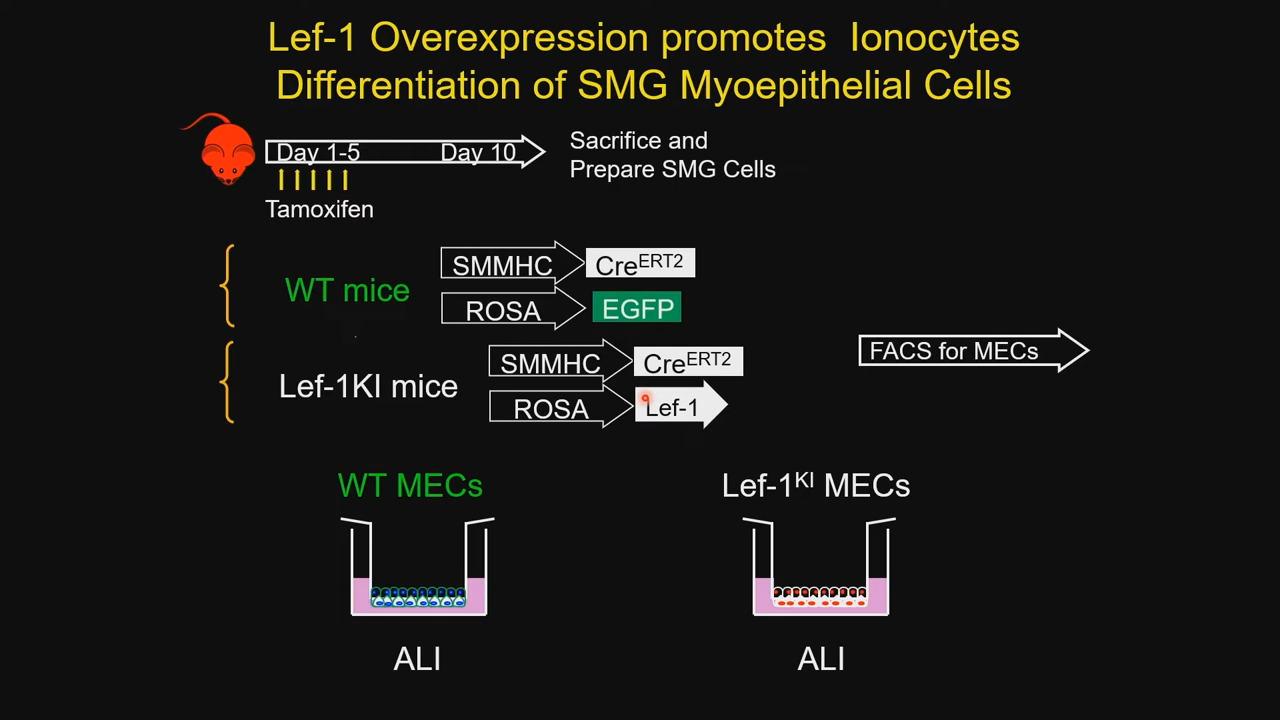 Lef-1 Overexpression promotes Ionocytes
Differentiation of SMG Myoepithelial Cells
Day 1-5 Day 10
Sacrifice and
Prepare SMG Cells
Tamoxifen
WT mice
SMMHC CreERT2
ROSA EGFP
Lef-1KI mice
SMMHC CreERT2
ROSA Lef-1
FACS for MECs
WT MECs
Lef-1KI MECs
ALI
ALI